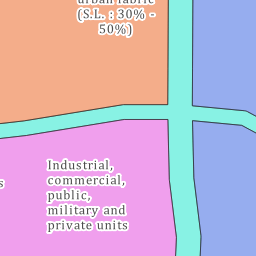 urban fabric
(S.L. : 30% -
50%)
Industrial,
commercial,
public,
military and
private units
s